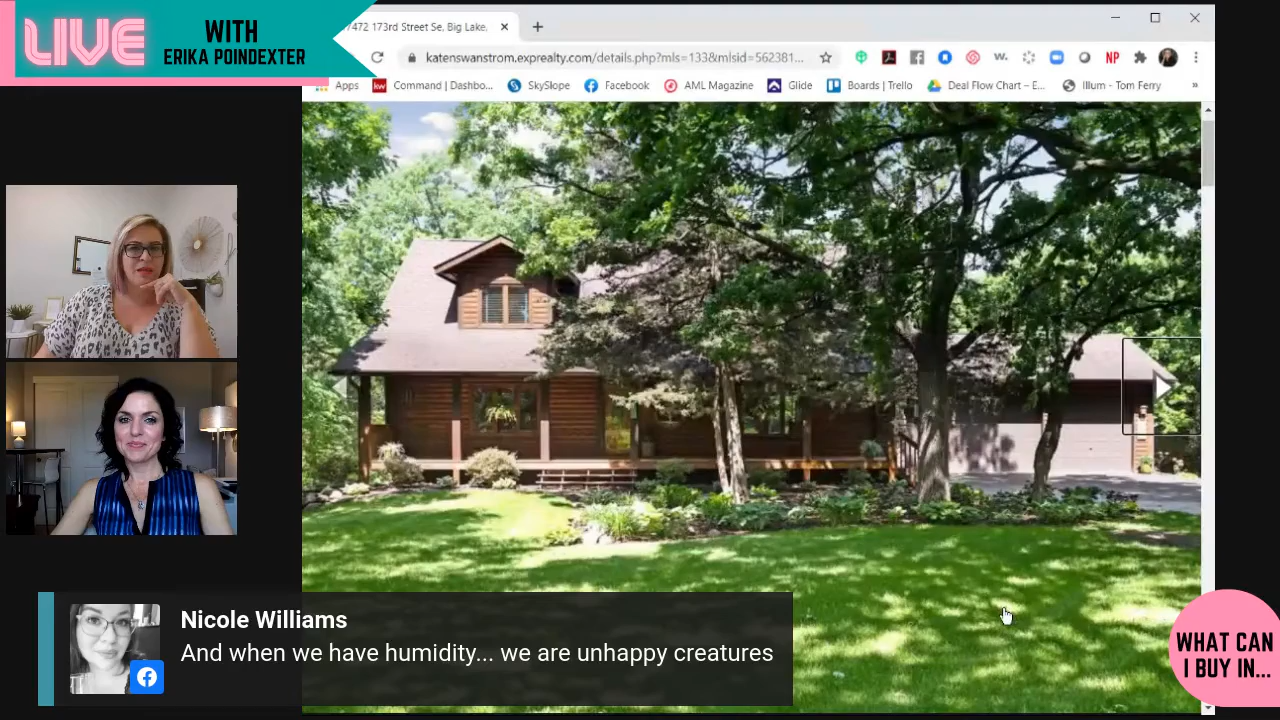 LIVE
WITH
ERIKA POINDEXTER
7472 173rd Street Se, Big Lake,
katenswanstrom.exprealty.com/details.php?mls=133&mlsid=562381...
W.
NP
Apps
kw
Command | Dashbo...
SkySlope
Facebook
AML Magazine
Glide
Boards | Trello
Deal Flow Chart – E...
Illum - Tom Ferry
»
Nicole Williams
And when we have humidity... we are unhappy creatures
WHAT CAN
I BUY IN...